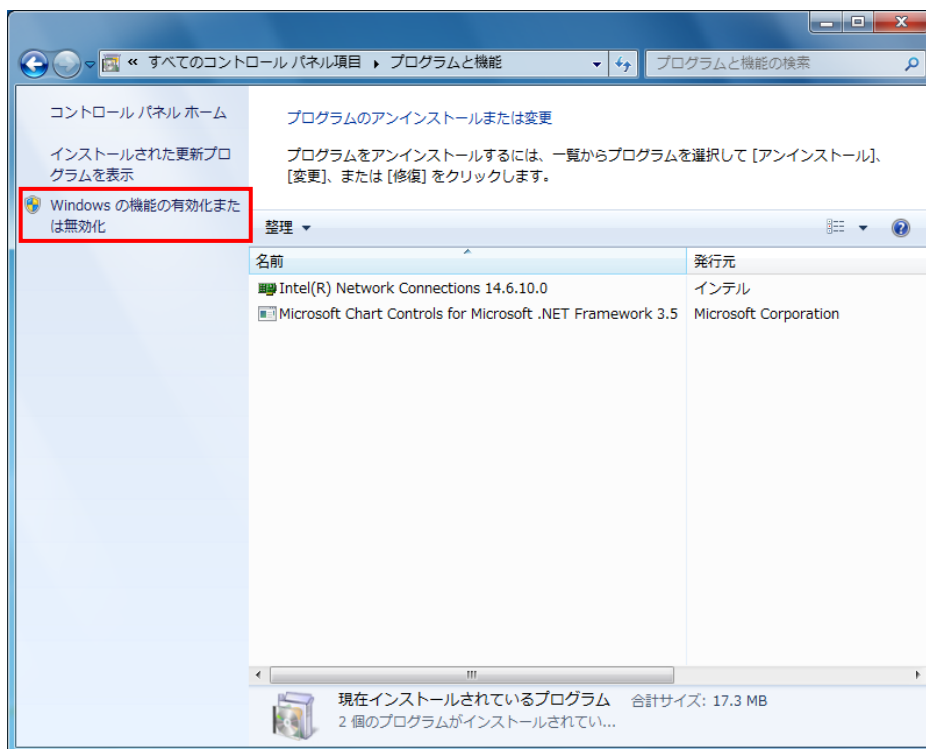 « すべてのコントロール パネル項目 ▸ プログラムと機能
プログラムと機能の検索
コントロール パネル ホーム
インストールされた更新プロ
グラムを表示
Windows の機能の有効化また
は無効化
プログラムのアンインストールまたは変更
プログラムをアンインストールするには、一覧からプログラムを選択して [アンインストール]、
[変更]、または [修復] をクリックします。
整理
名前 発行元
Intel(R) Network Connections 14.6.10.0 インテル
Microsoft Chart Controls for Microsoft .NET Framework 3.5 Microsoft Corporation
現在インストールされているプログラム 合計サイズ: 17.3 MB
2 個のプログラムがインストールされてい...